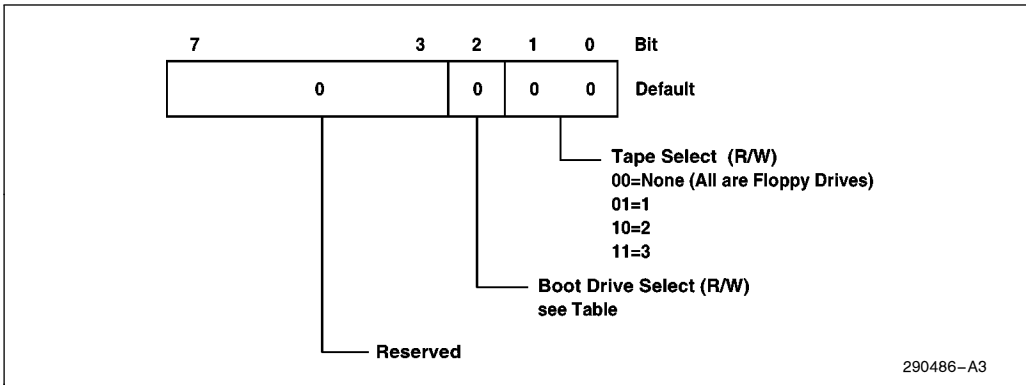 7 3 2 1 0 Bit
0 0 0 0 Default
Tape Select (R/W)
00=None (All are Floppy Drives)
01=1
10=2
11=3
Boot Drive Select (R/W)
see Table
Reserved
290486–A3